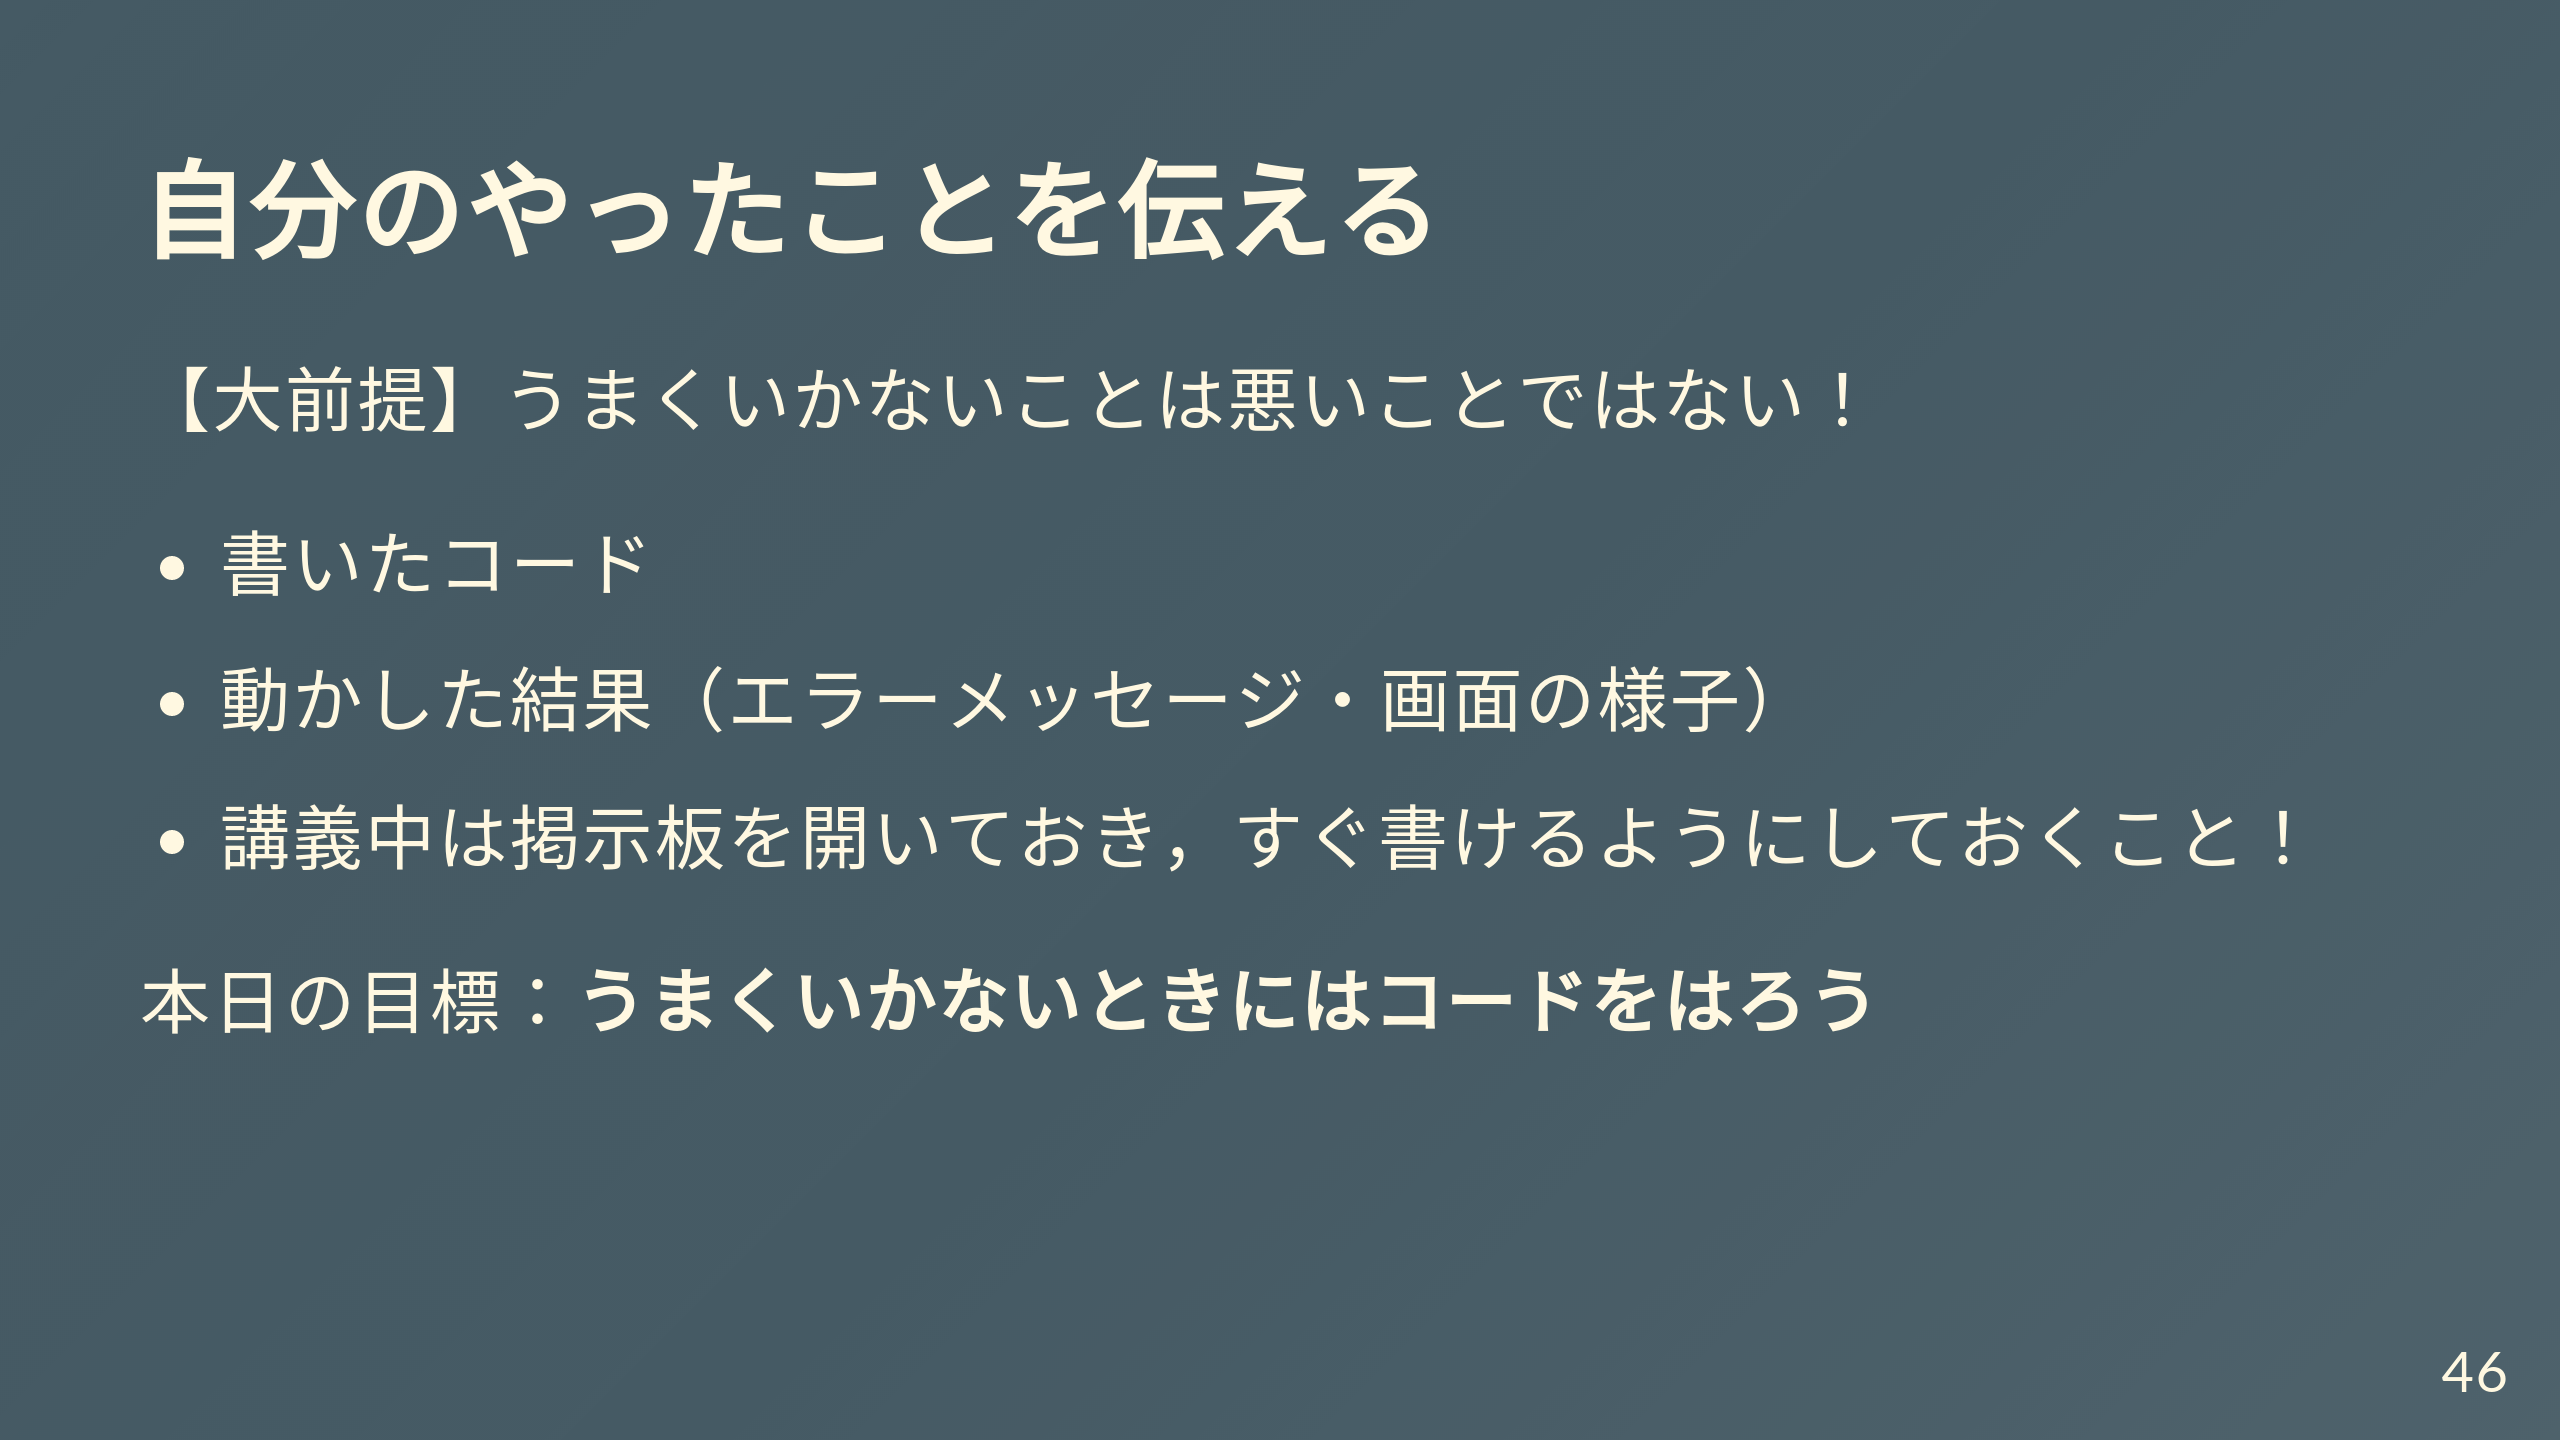 自分のやったことを伝える
【大前提】うまくいかないことは悪いことではない！
• 書いたコード
• 動かした結果（エラーメッセージ・画面の様子）
• 講義中は掲示板を開いておき，すぐ書けるようにしておくこと！
本日の目標：うまくいかないときにはコードをはろう
46